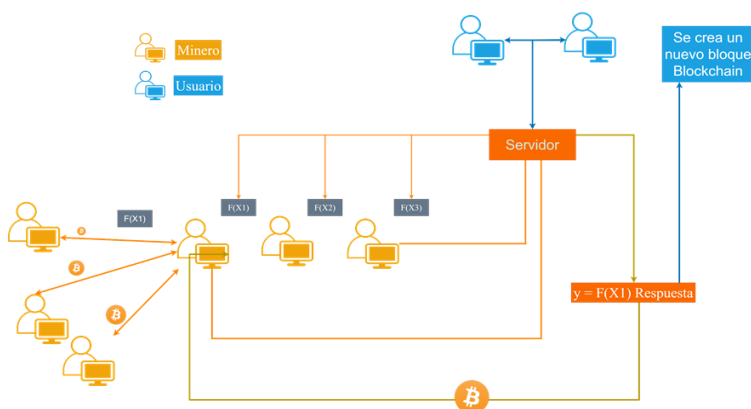 Minero
Usuario
Se crea un
nuevo bloque
Blockchain
Servidor
F(X1)
F(X1)
F(X2)
F(X3)
y = F(X1) Respuesta